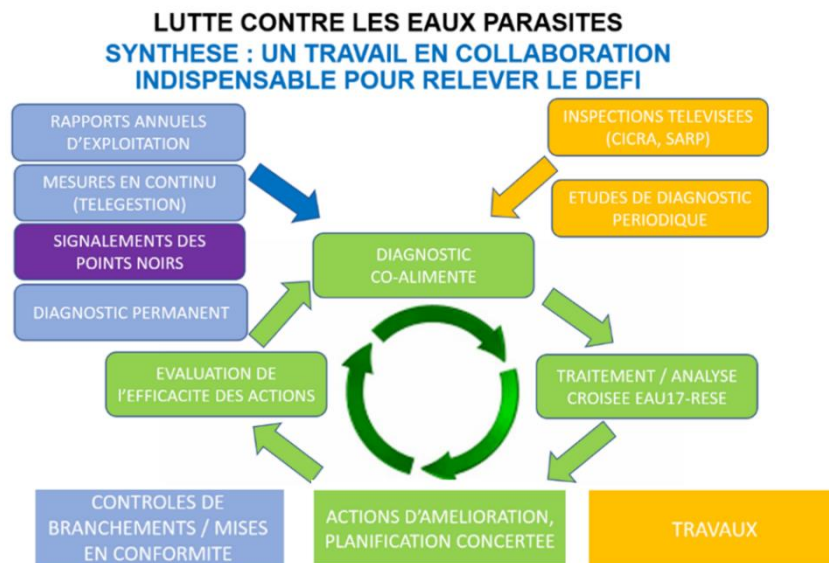 LUTTE CONTRE LES EAUX PARASITES
SYNTHESE : UN TRAVAIL EN COLLABORATION
INDISPENSABLE POUR RELEVER LE DEFI
RAPPORTS ANNUELS
D'EXPLOITATION
MESURES EN CONTINU
(TELEGESTION)
SIGNALEMENTS DES
POINTS NOIRS
DIAGNOSTIC PERMANENT
INSPECTIONS TELEVISEES
(CICRA, SARP)
ETUDES DE DIAGNOSTIC
PERIODIQUE
DIAGNOSTIC
CO-ALIMENTE
EVALUATION DE
l'EFFICACITE DES ACTIONS
TRAITEMENT / ANALYSE
CROISEE EAU17-RESE
CONTROLES DE
BRANCHEMENTS / MISES
EN CONFORMITE
ACTIONS D'AMELIORATION,
PLANIFICATION CONCERTEE
TRAVAUX